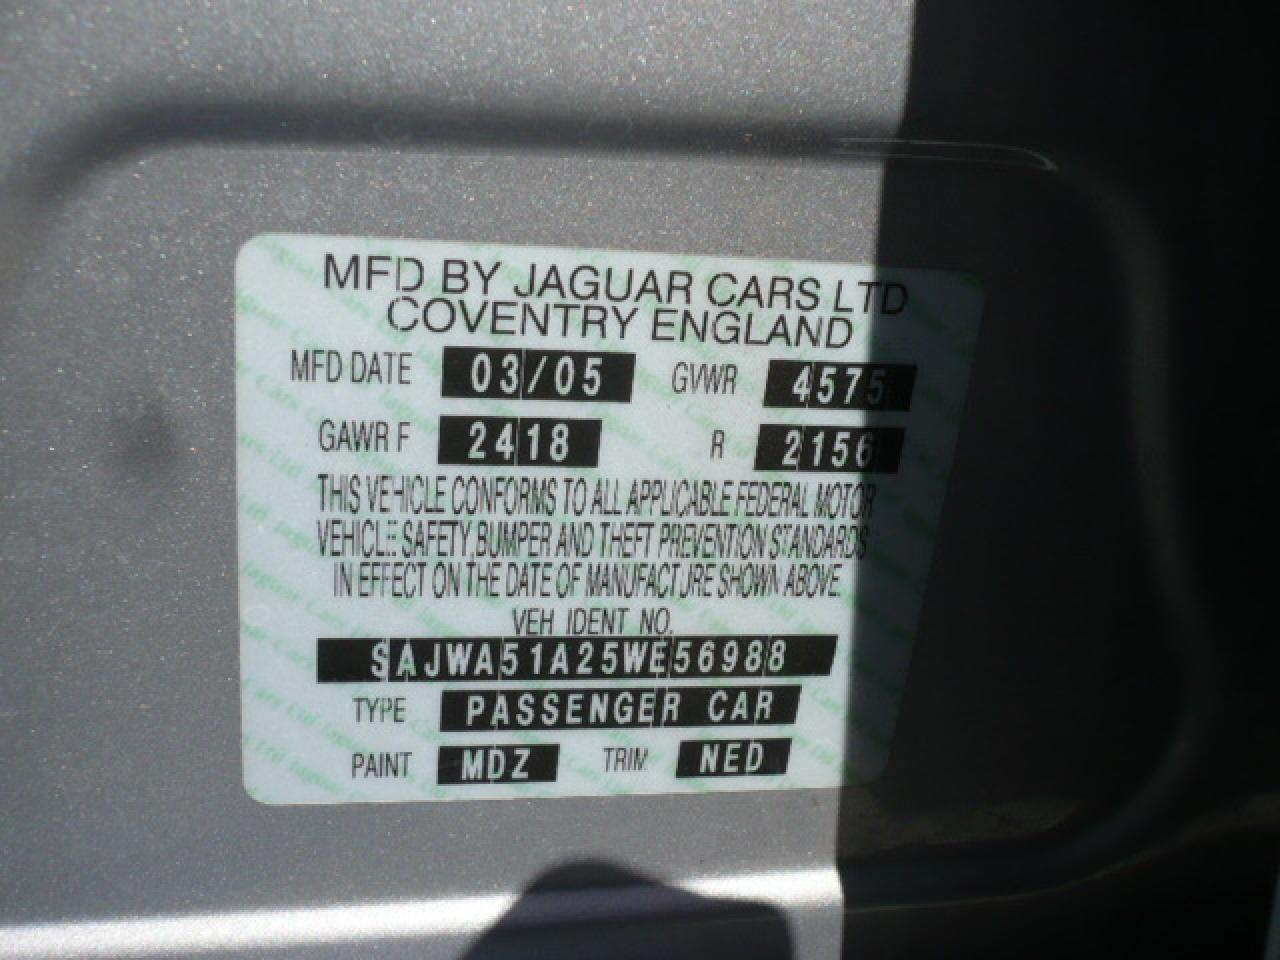 MFD BY JAGUAR CARS LTD
COVENTRY ENGLAND
MFD DATE 03/05 GVWR 4575
GAWR F 2418 R 2156
THIS VEHICLE CONFORMS TO ALL APPLICABLE FEDERAL MOTOR
VEHICLE SAFETY, BUMPER AND THEFT PREVENTION STANDARDS
IN EFFECT ON THE DATE OF MANUFACTURE SHOWN ABOVE
VEH IDENT NO.
SAJWA51A25WE56988
TYPE PASSENGER CAR
PAINT MDZ TRIM NED